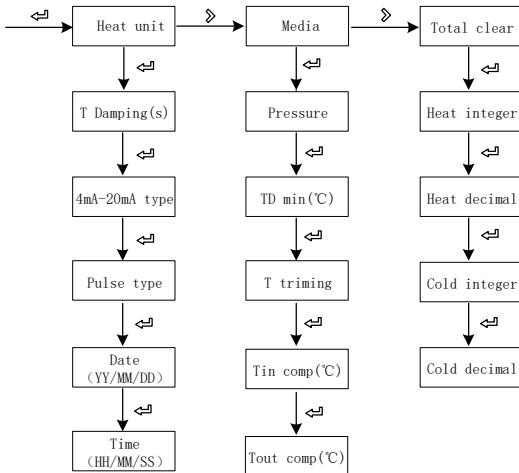 Heat unit
Media
Total clear
T Damping(s)
Pressure
Heat integer
4mA-20mA type
TD min(℃)
Heat decimal
Pulse type
T triming
Cold integer
Date
(YY/MM/DD)
Tin comp(℃)
Cold decimal
Time
(HH/MM/SS)
Tout comp(℃)